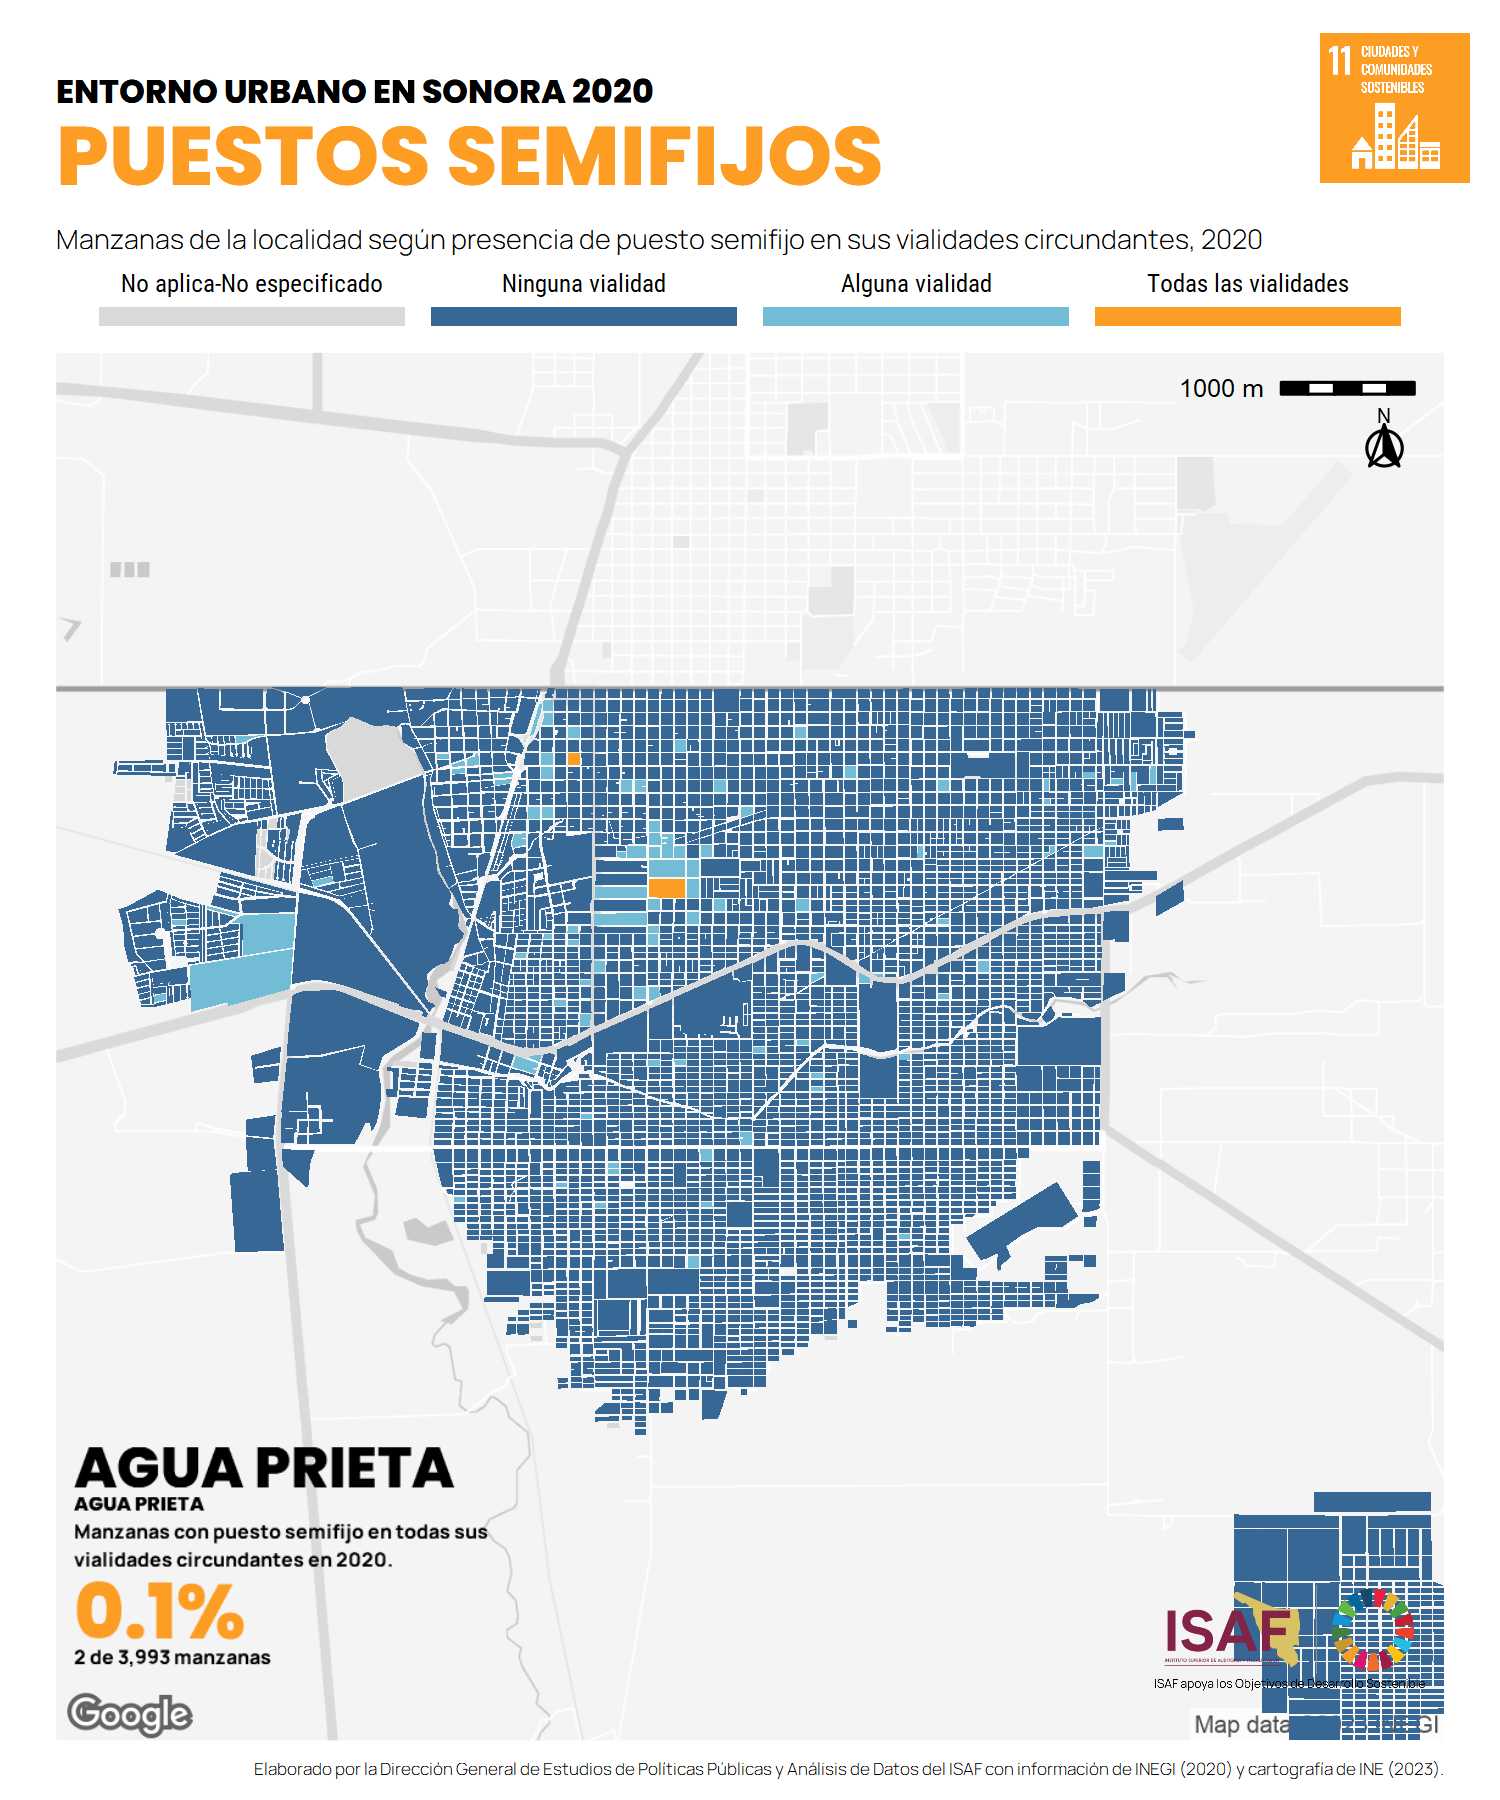 11 CIUDADES Y
COMUNIDADES
SOSTENIBLES
ENTORNO URBANO EN SONORA 2020
PUESTOS SEMIFIJOS
Manzanas de la localidad según presencia de puesto semifijo en sus vialidades circundantes, 2020
No aplica-No especificado Ninguna vialidad Alguna vialidad Todas las vialidades
1000 m
N
AGUA PRIETA
AGUA PRIETA
Manzanas con puesto semifijo en todas sus
vialidades circundantes en 2020.
0.1%
2 de 3,993 manzanas
Google
ISAF
ISAF apoya los Objetivos de Desarrollo Sostenible
Map data
Elaborado por la Dirección General de Estudios de Políticas Públicas y Análisis de Datos del ISAF con información de INEGI (2020) y cartografía de INE (2023).